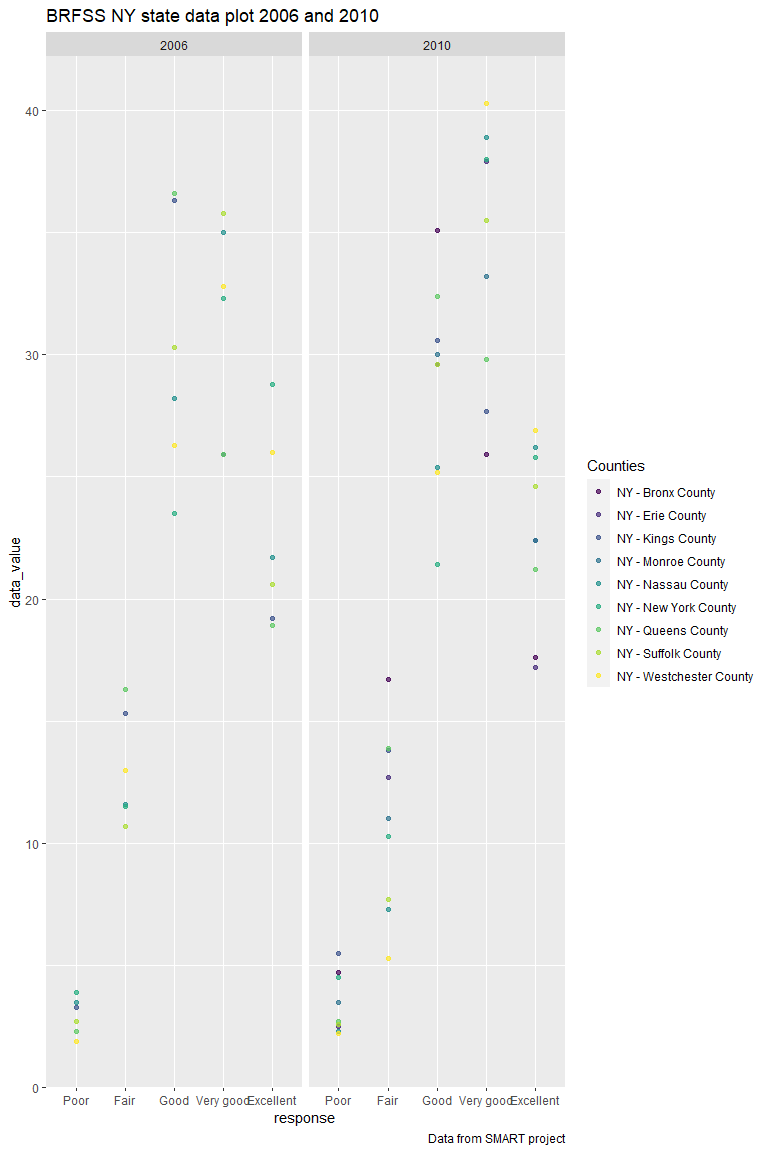 BRFSS NY state data plot 2006 and 2010
2006 2010
40
30
20
10
0
data_value
Poor Fair Good Very good Excellent Poor Fair Good Very good Excellent
response
Data from SMART project
Counties
NY - Bronx County
NY - Erie County
NY - Kings County
NY - Monroe County
NY - Nassau County
NY - New York County
NY - Queens County
NY - Suffolk County
NY - Westchester County